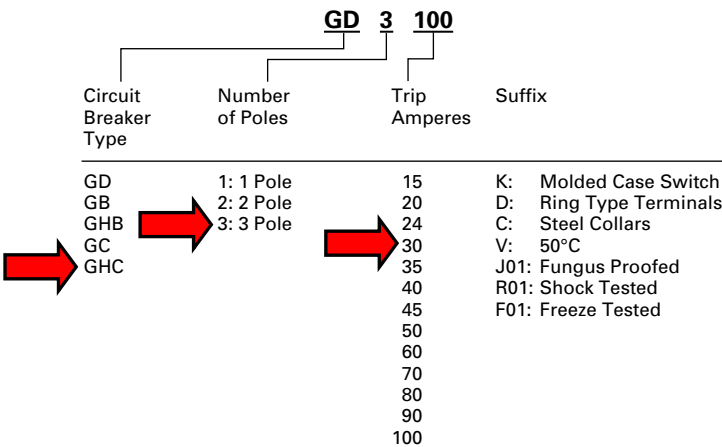 GD 3 100
Circuit Number Trip Suffix
Breaker of Poles Amperes
Type
GD 1: 1 Pole 15 K: Molded Case Switch
GB 2: 2 Pole 20 D: Ring Type Terminals
GHB 3: 3 Pole 24 C: Steel Collars
GC 30 V: 50°C
GHC 35 J01: Fungus Proofed
40 R01: Shock Tested
45 F01: Freeze Tested
50
60
70
80
90
100